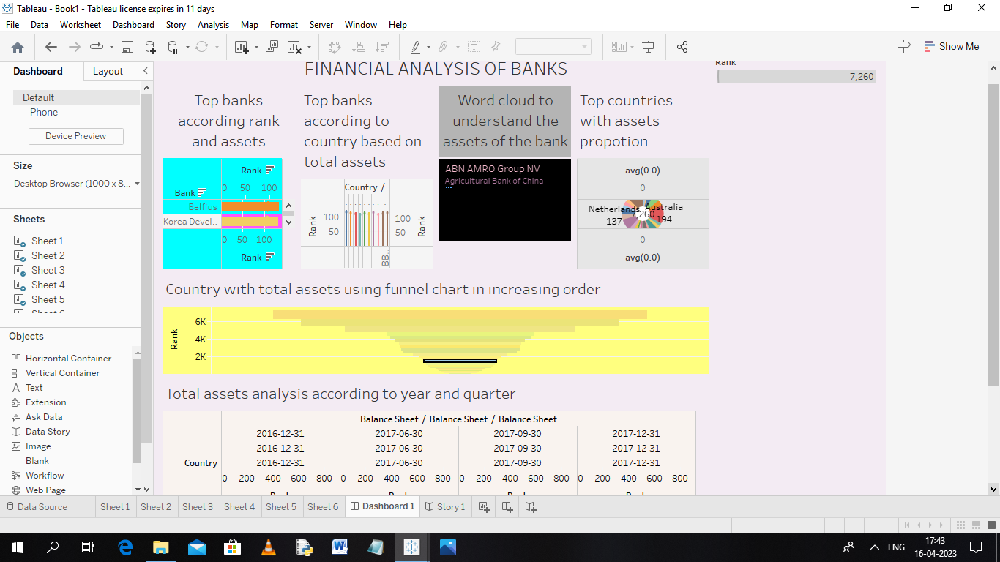 Tableau - Book1 - Tableau license expires in 11 days
File Data Worksheet Dashboard Story Analysis Map Format Server Window Help
Show Me
Dashboard Layout
Default
Phone
Device Preview
Size
Desktop Browser (1000 x 8...
Sheets
Sheet 1
Sheet 2
Sheet 3
Sheet 4
Sheet 5
Objects
Horizontal Container
Vertical Container
Text
Extension
Ask Data
Data Story
Image
Blank
Workflow
Web Page
FINANCIAL ANALYSIS OF BANKS
Rank
7,260
Top banks
according rank
and assets
Rank
0 50 100
Bank
Belfius
Korea Devel..
0 50 100
Rank
Top banks
according to
country based on
total assets
Country /..
Rank
100
50
100
50
Rank
BB..
Word cloud to
understand the
assets of the bank
ABN AMRO Group NV
Agricultural Bank of China
Top countries
with assets
propotion
avg(0.0)
0
Netherlands
137
7,260
Australia
194
0
avg(0.0)
Country with total assets using funnel chart in increasing order
Rank
6K
4K
2K
Total assets analysis according to year and quarter
Balance Sheet / Balance Sheet / Balance Sheet
2016-12-31 2017-06-30 2017-09-30 2017-12-31
2016-12-31 2017-06-30 2017-09-30 2017-12-31
Country 2016-12-31 2017-06-30 2017-09-30 2017-12-31
0 200 400 600 800 0 200 400 600 800 0 200 400 600 800 0 200 400 600 800
Rank Rank Rank Rank
Data Source Sheet 1 Sheet 2 Sheet 3 Sheet 4 Sheet 5 Sheet 6 Dashboard 1 Story 1
ENG
17:43
16-04-2023